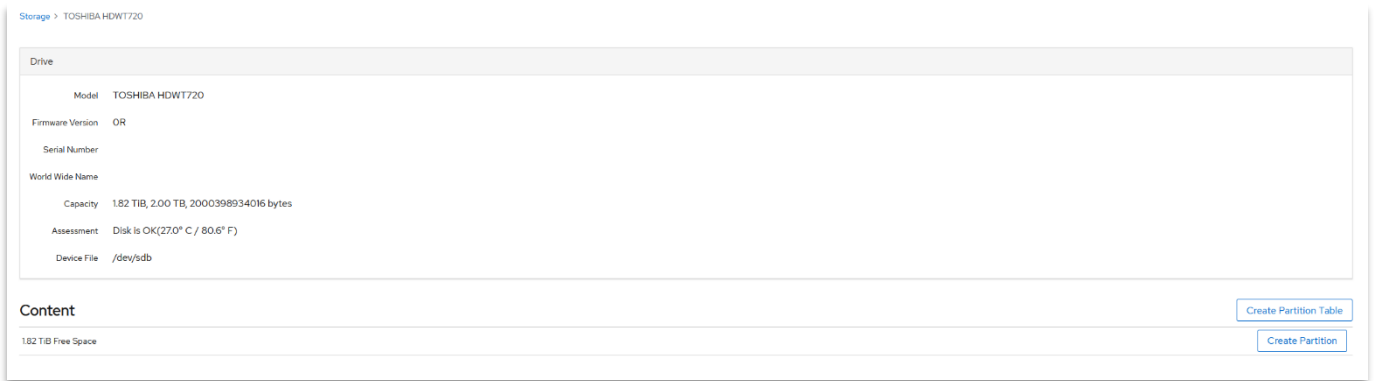 Storage > TOSHIBA HDWT720
Drive
Model TOSHIBA HDWT720
Firmware Version 0R
Serial Number
World Wide Name
Capacity 1.82 TiB, 2.00 TB, 2000398934016 bytes
Assessment Disk is OK(27.0° C / 80.6° F)
Device File /dev/sdb
Content Create Partition Table
1.82 TiB Free Space Create Partition